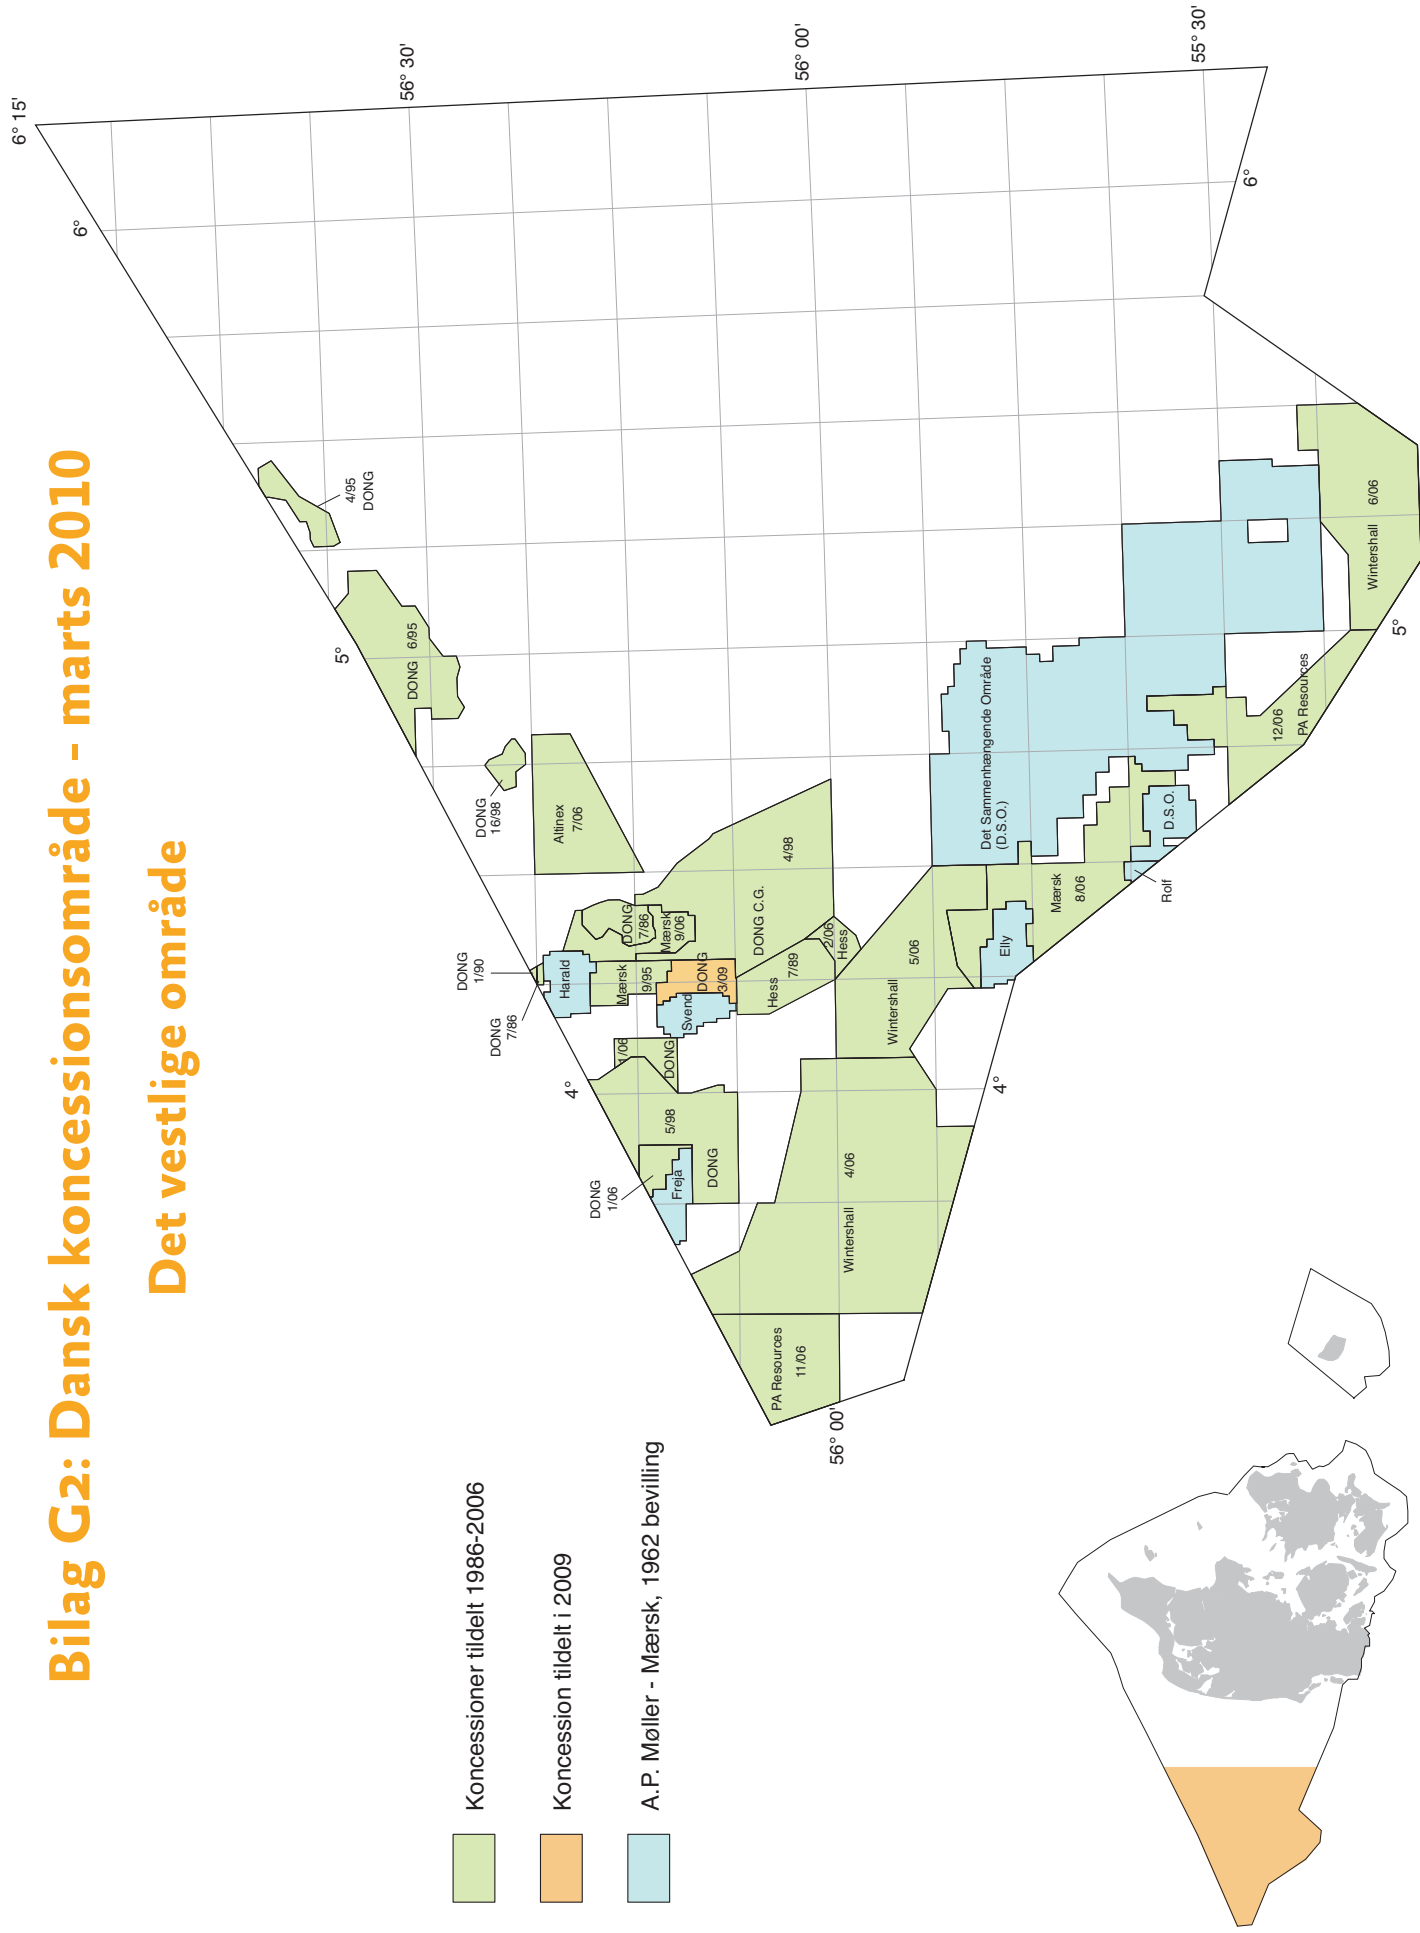 Bilag G2: Dansk koncessionsområde - marts 2010
Det vestlige område
Koncessioner tildelt 1986-2006
Koncession tildelt i 2009
A.P. Møller - Mærsk, 1962 bevilling
6° 15'
6°
5°
4°
56° 30'
56° 00'
55° 30'
6°
5°
4°
56° 00'
4/95
DONG
DONG 6/95
DONG
16/98
Altinex
7/06
DONG
1/90
DONG
7/86
Harald
DONG
7/86
Mærsk
9/06
Mærsk
9/95
DONG
3/09
Svend
1/06
DONG
5/98
DONG
DONG
1/06
Freja
DONG C.G.
4/98
Hess
7/89
2/06
Hess
Wintershall
5/06
Wintershall
4/06
PA Resources
11/06
Det Sammenhængende Område
(D.S.O.)
Elly
Mærsk
8/06
Rolf
D.S.O.
12/06
PA Resources
Wintershall
6/06